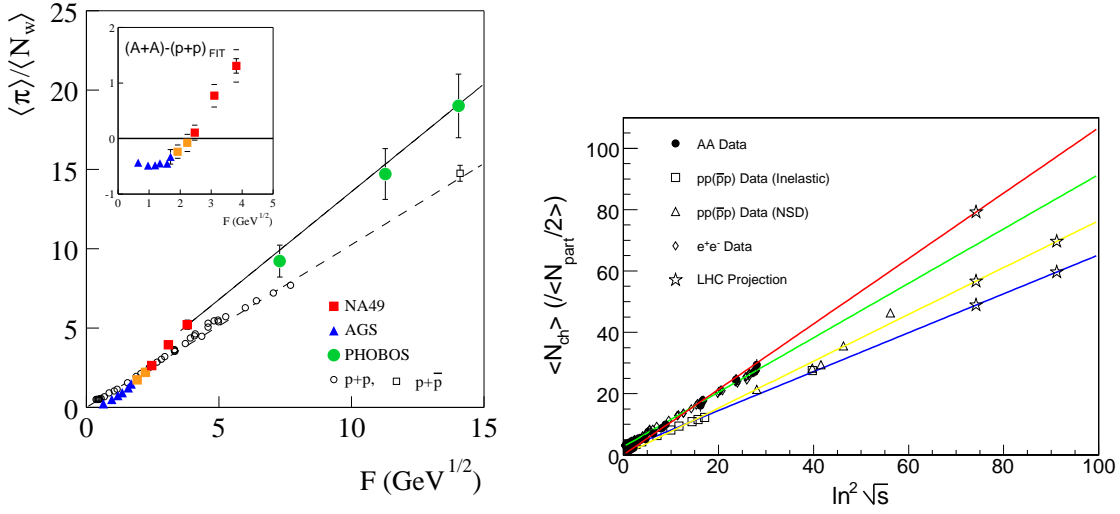 ⟨π⟩/⟨N_w⟩
25
20
15
10
5
0
0
5
10
15
F (GeV^1/2)
2
1
0
-1
0
1
2
3
4
5
F (GeV^1/2)
(A+A)-(p+p)_FIT
NA49
AGS
PHOBOS
p+p,
p+p̅
<N_ch> (/<N_part/2>)
100
80
60
40
20
0
0
20
40
60
80
100
ln² √s
AA Data
pp(p̅p) Data (Inelastic)
pp(p̅p) Data (NSD)
e⁺e⁻ Data
LHC Projection